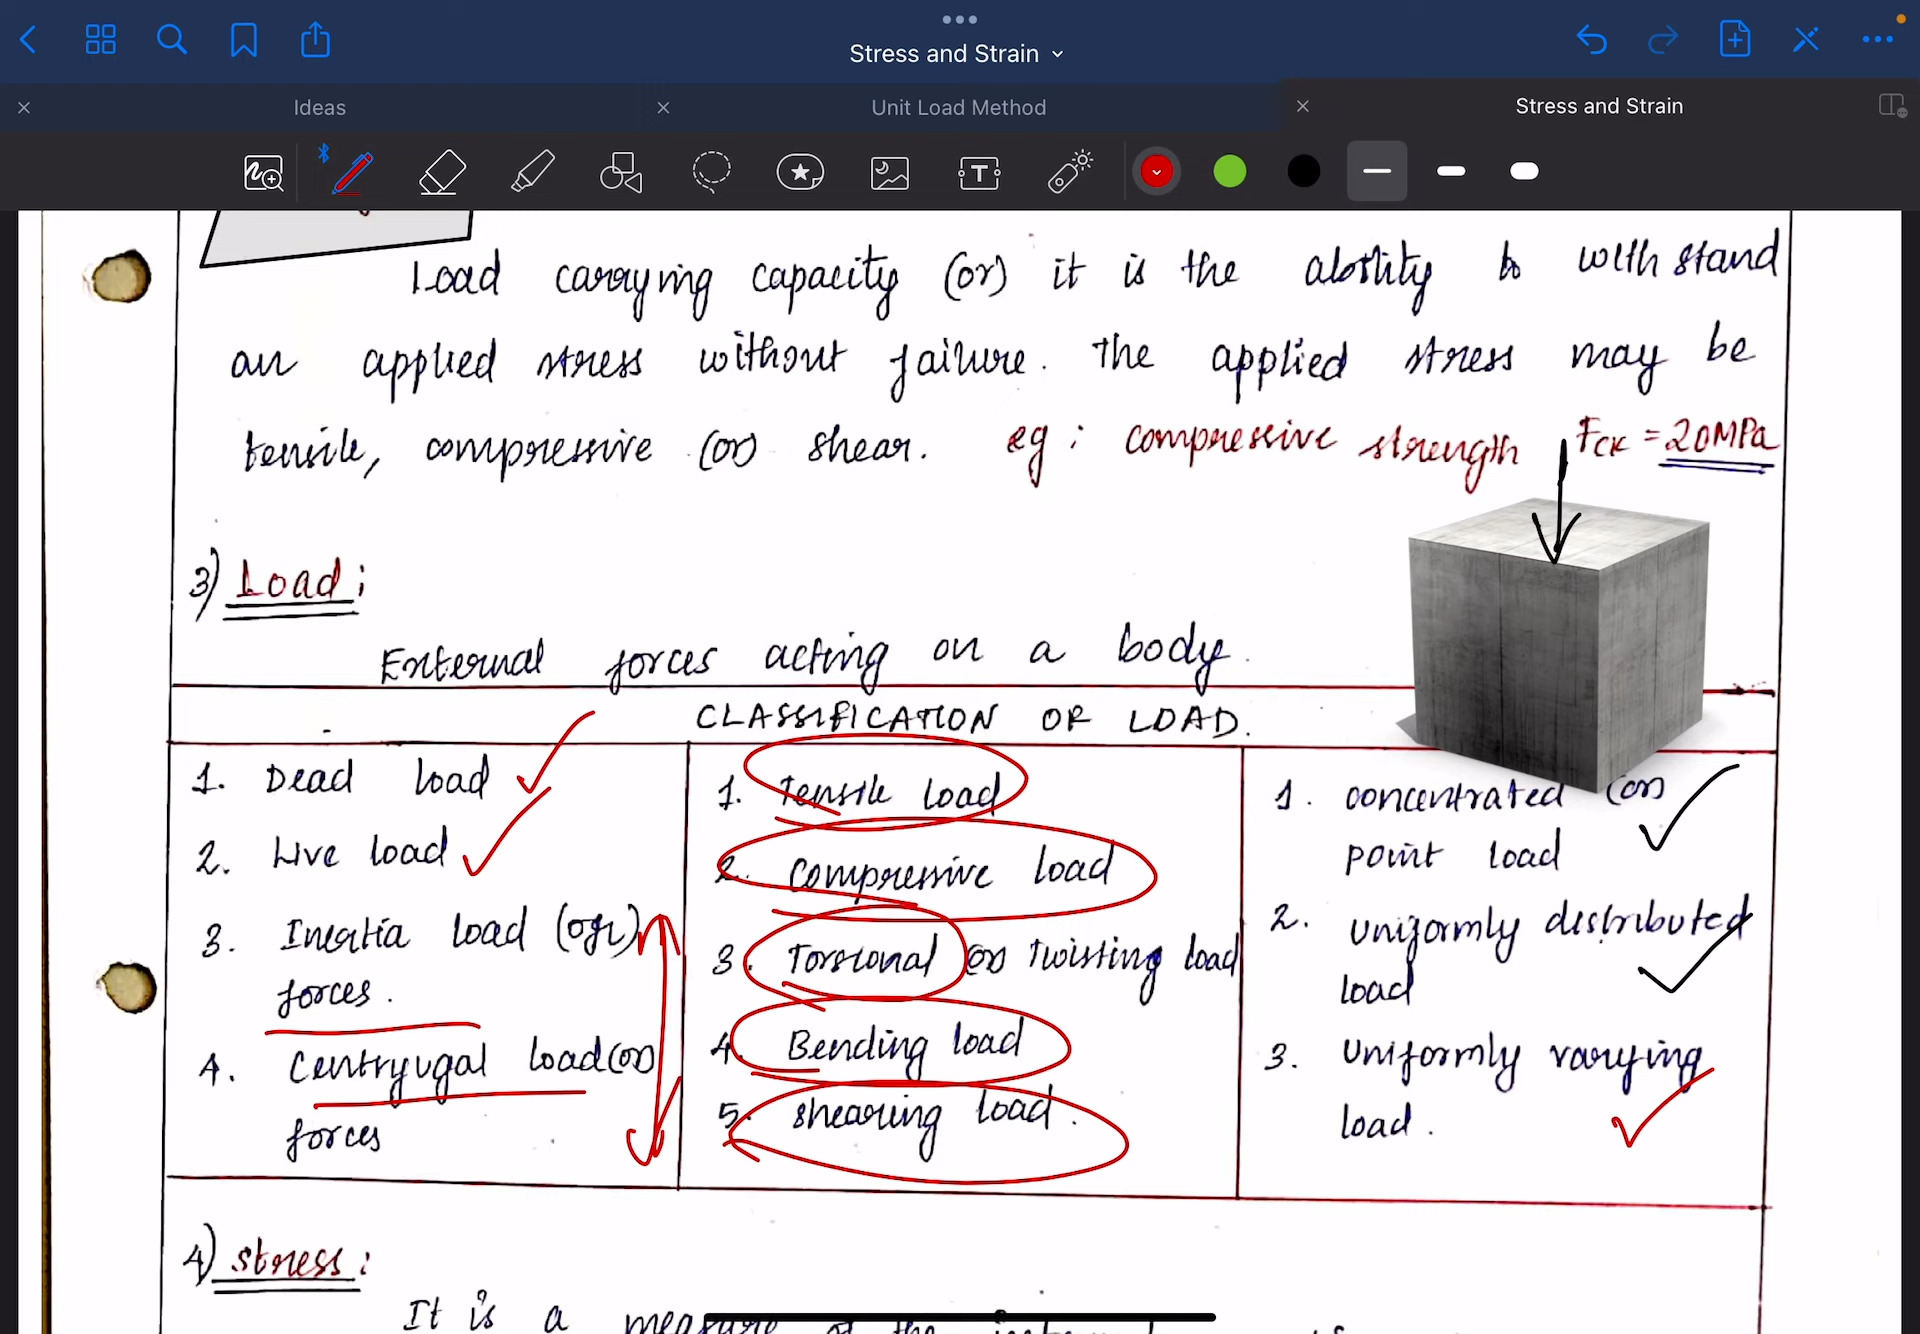 Stress and Strain
Ideas
Unit Load Method
Stress and Strain
Load carrying capacity (or) it is the ability to withstand
an applied stress without failure. The applied stress may be
tensile, compressive (or) shear. eg: compressive strength Fck = 20MPa
3) Load:
External forces acting on a body.
CLASSIFICATION OF LOAD.
1. Dead load
2. Live load
3. Inertia load (or)
forces.
4. Centrifugal load (or)
forces
1. Tensile load
2. Compressive load
3. Torsional (or) Twisting load
4. Bending load
5. shearing load.
1. concentrated (or)
point load
2. uniformly distributed
load
3. Uniformly varying
load.
4) stress:
It is a measure of the